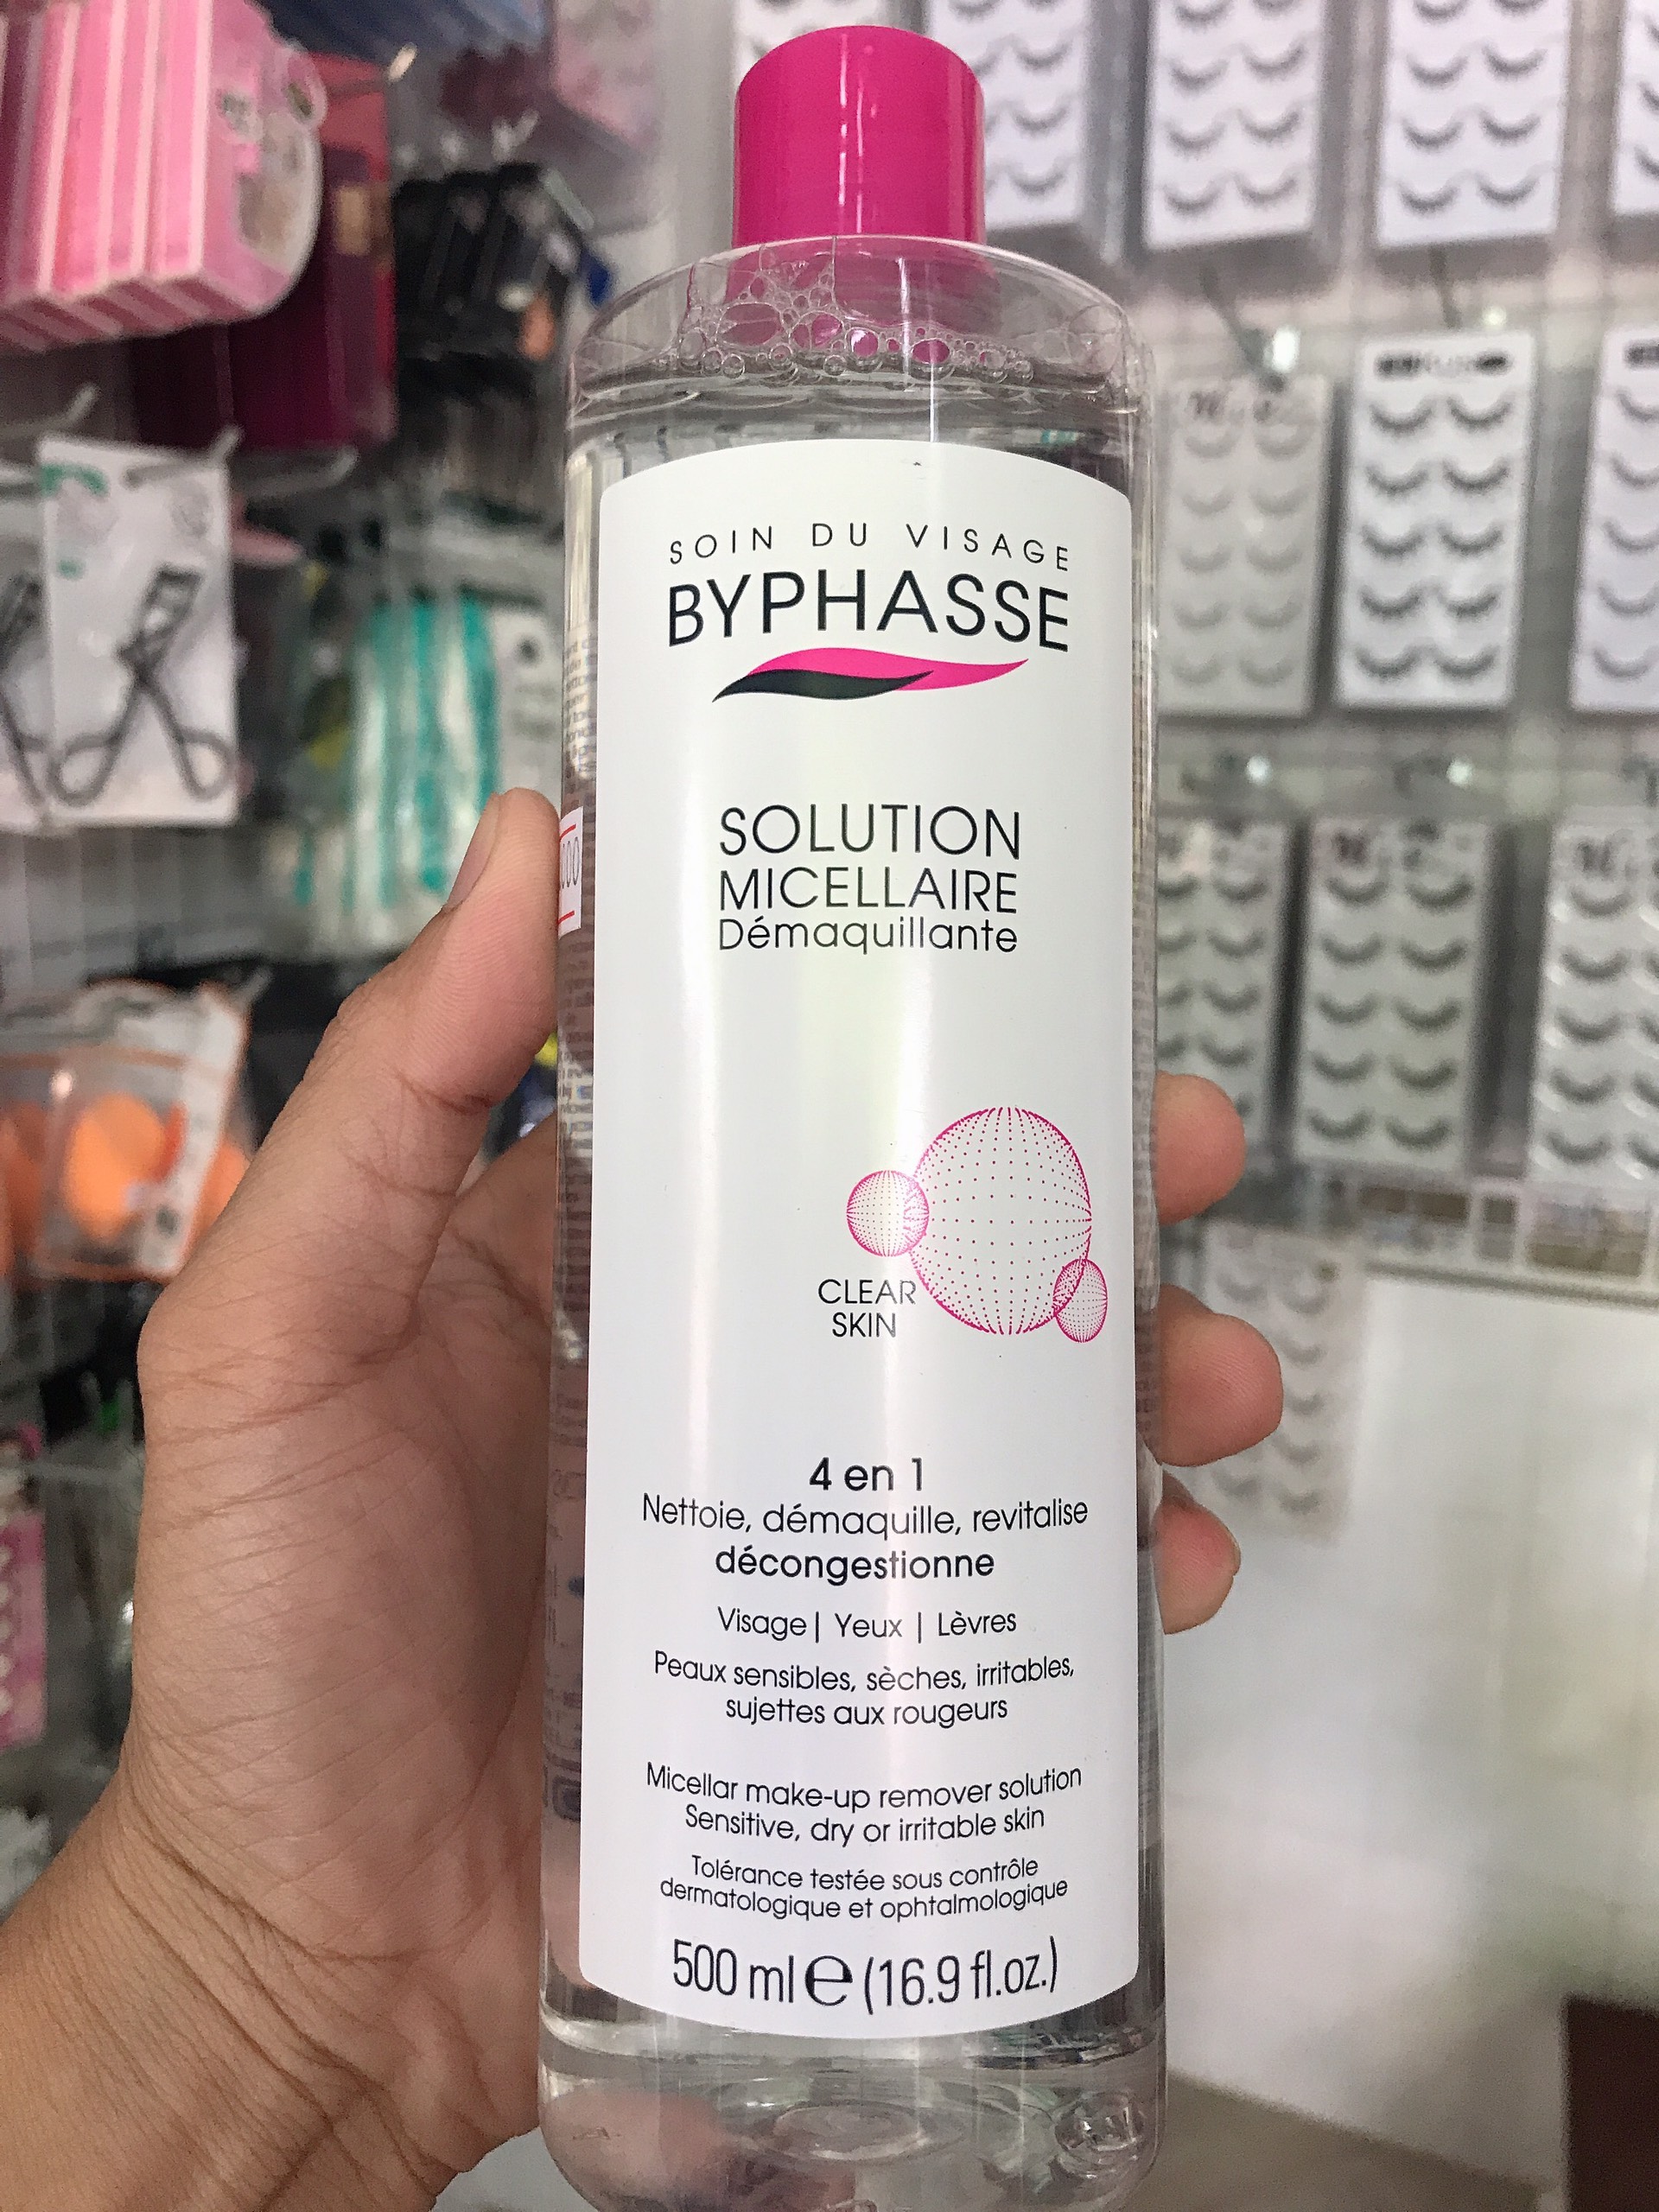 SOIN DU VISAGE
BYPHASSE
SOLUTION
MICELLAIRE
Démaquillante
CLEAR
SKIN
4 en 1
Nettoie, démaquille, revitalise
décongestionne
Visage | Yeux | Lèvres
Peaux sensibles, sèches, irritables,
sujettes aux rougeurs
Micellar make-up remover solution
Sensitive, dry or irritable skin
Tolérance testée sous contrôle
dermatologique et ophtalmologique
500 ml e (16.9 fl.oz.)